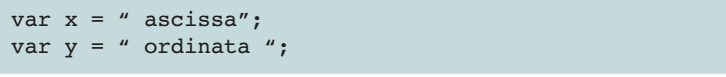 var x = “ ascissa”;
var y = “ ordinata “;